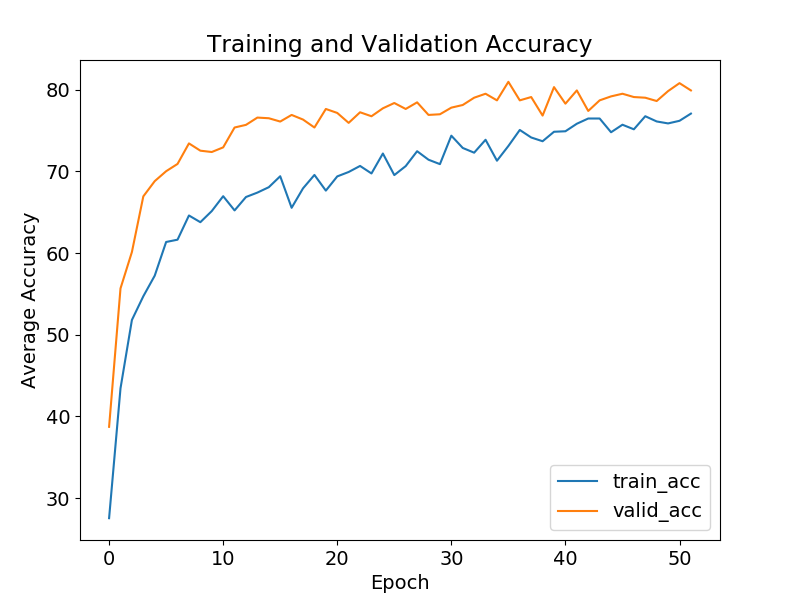 Training and Validation Accuracy
Average Accuracy
80
70
60
50
40
30
train_acc
valid_acc
0 10 20 30 40 50
Epoch